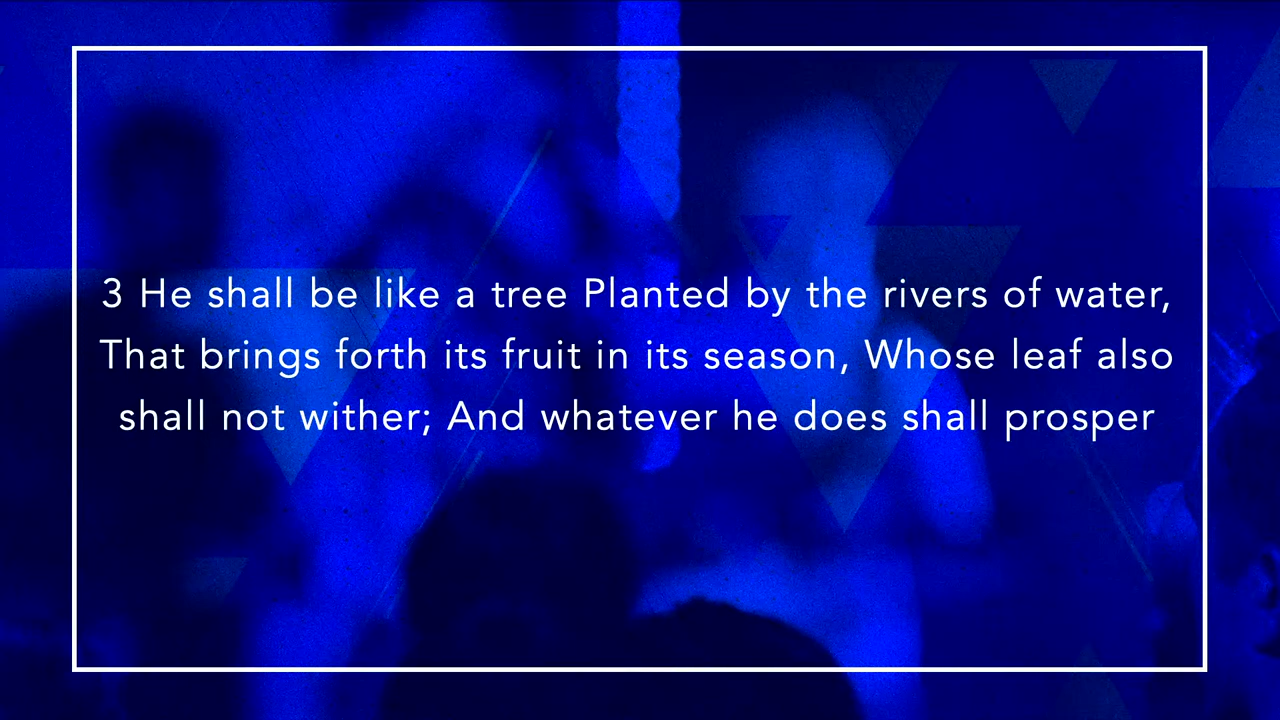 3 He shall be like a tree Planted by the rivers of water,
That brings forth its fruit in its season, Whose leaf also
shall not wither; And whatever he does shall prosper